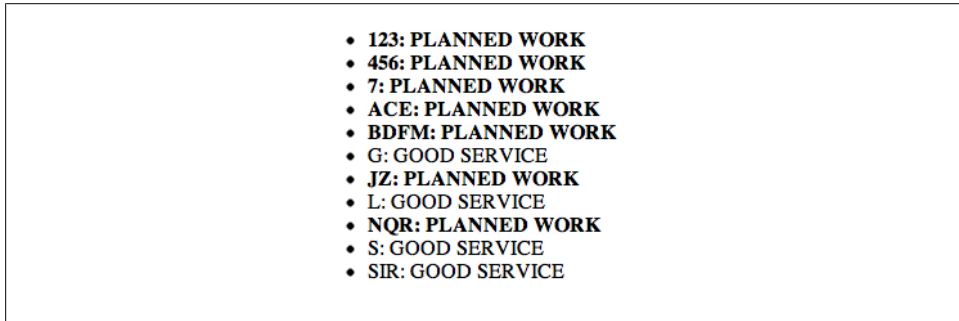 • 123: PLANNED WORK
• 456: PLANNED WORK
• 7: PLANNED WORK
• ACE: PLANNED WORK
• BDFM: PLANNED WORK
• G: GOOD SERVICE
• JZ: PLANNED WORK
• L: GOOD SERVICE
• NQR: PLANNED WORK
• S: GOOD SERVICE
• SIR: GOOD SERVICE